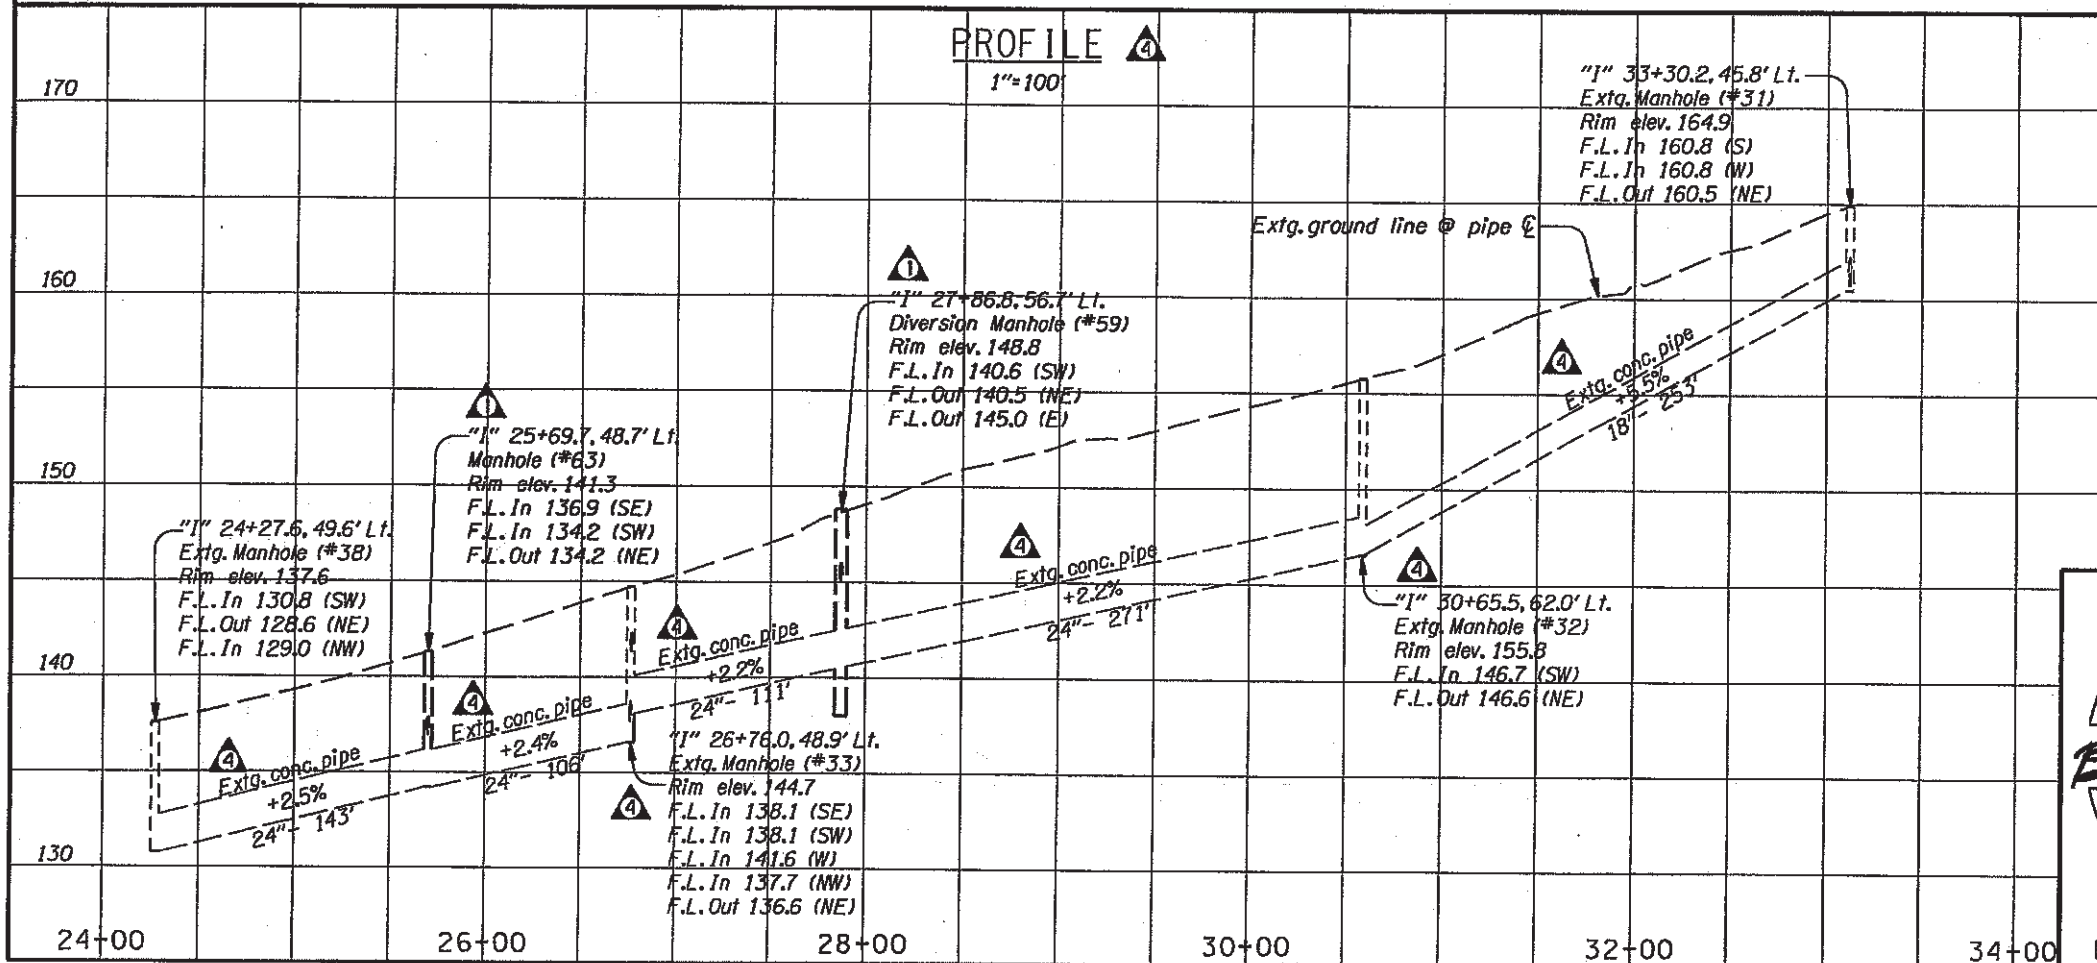 PROFILE 4
1"=100'
170
160
150
140
130
"I" 33+30.2, 45.8' Lt.
Extg. Manhole (#31)
Rim elev. 164.9
F.L. In 160.8 (S)
F.L. In 160.8 (W)
F.L. Out 160.5 (NE)
Extg. ground line @ pipe ℄
1
"I" 27+86.8, 56.7' Lt.
Diversion Manhole (#59)
Rim elev. 148.8
F.L. In 140.6 (SW)
F.L. Out 140.5 (NE)
F.L. Out 145.0 (E)
4
Extg. conc. pipe
+5.5%
18"- 253'
1
"I" 25+69.7, 48.7' Lt.
Manhole (#63)
Rim elev. 141.3
F.L. In 136.9 (SE)
F.L. In 134.2 (SW)
F.L. Out 134.2 (NE)
"I" 24+27.6, 49.6' Lt.
Extg. Manhole (#38)
Rim elev. 137.6
F.L. In 130.8 (SW)
F.L. Out 128.6 (NE)
F.L. In 129.0 (NW)
4
Extg. conc. pipe
+2.2%
24"- 271'
4
"I" 30+65.5, 62.0' Lt.
Extg. Manhole (#32)
Rim elev. 155.8
F.L. In 146.7 (SW)
F.L. Out 146.6 (NE)
4
Extg. conc. pipe
+2.2%
24"- 111'
4
Extg. conc. pipe
+2.4%
24"- 106'
4
Extg. conc. pipe
+2.5%
24"- 143'
4
"I" 26+76.0, 48.9' Lt.
Extg. Manhole (#33)
Rim elev. 144.7
F.L. In 138.1 (SE)
F.L. In 138.1 (SW)
F.L. In 141.6 (W)
F.L. In 137.7 (NW)
F.L. Out 136.6 (NE)
24+00 26+00 28+00 30+00 32+00 34+00